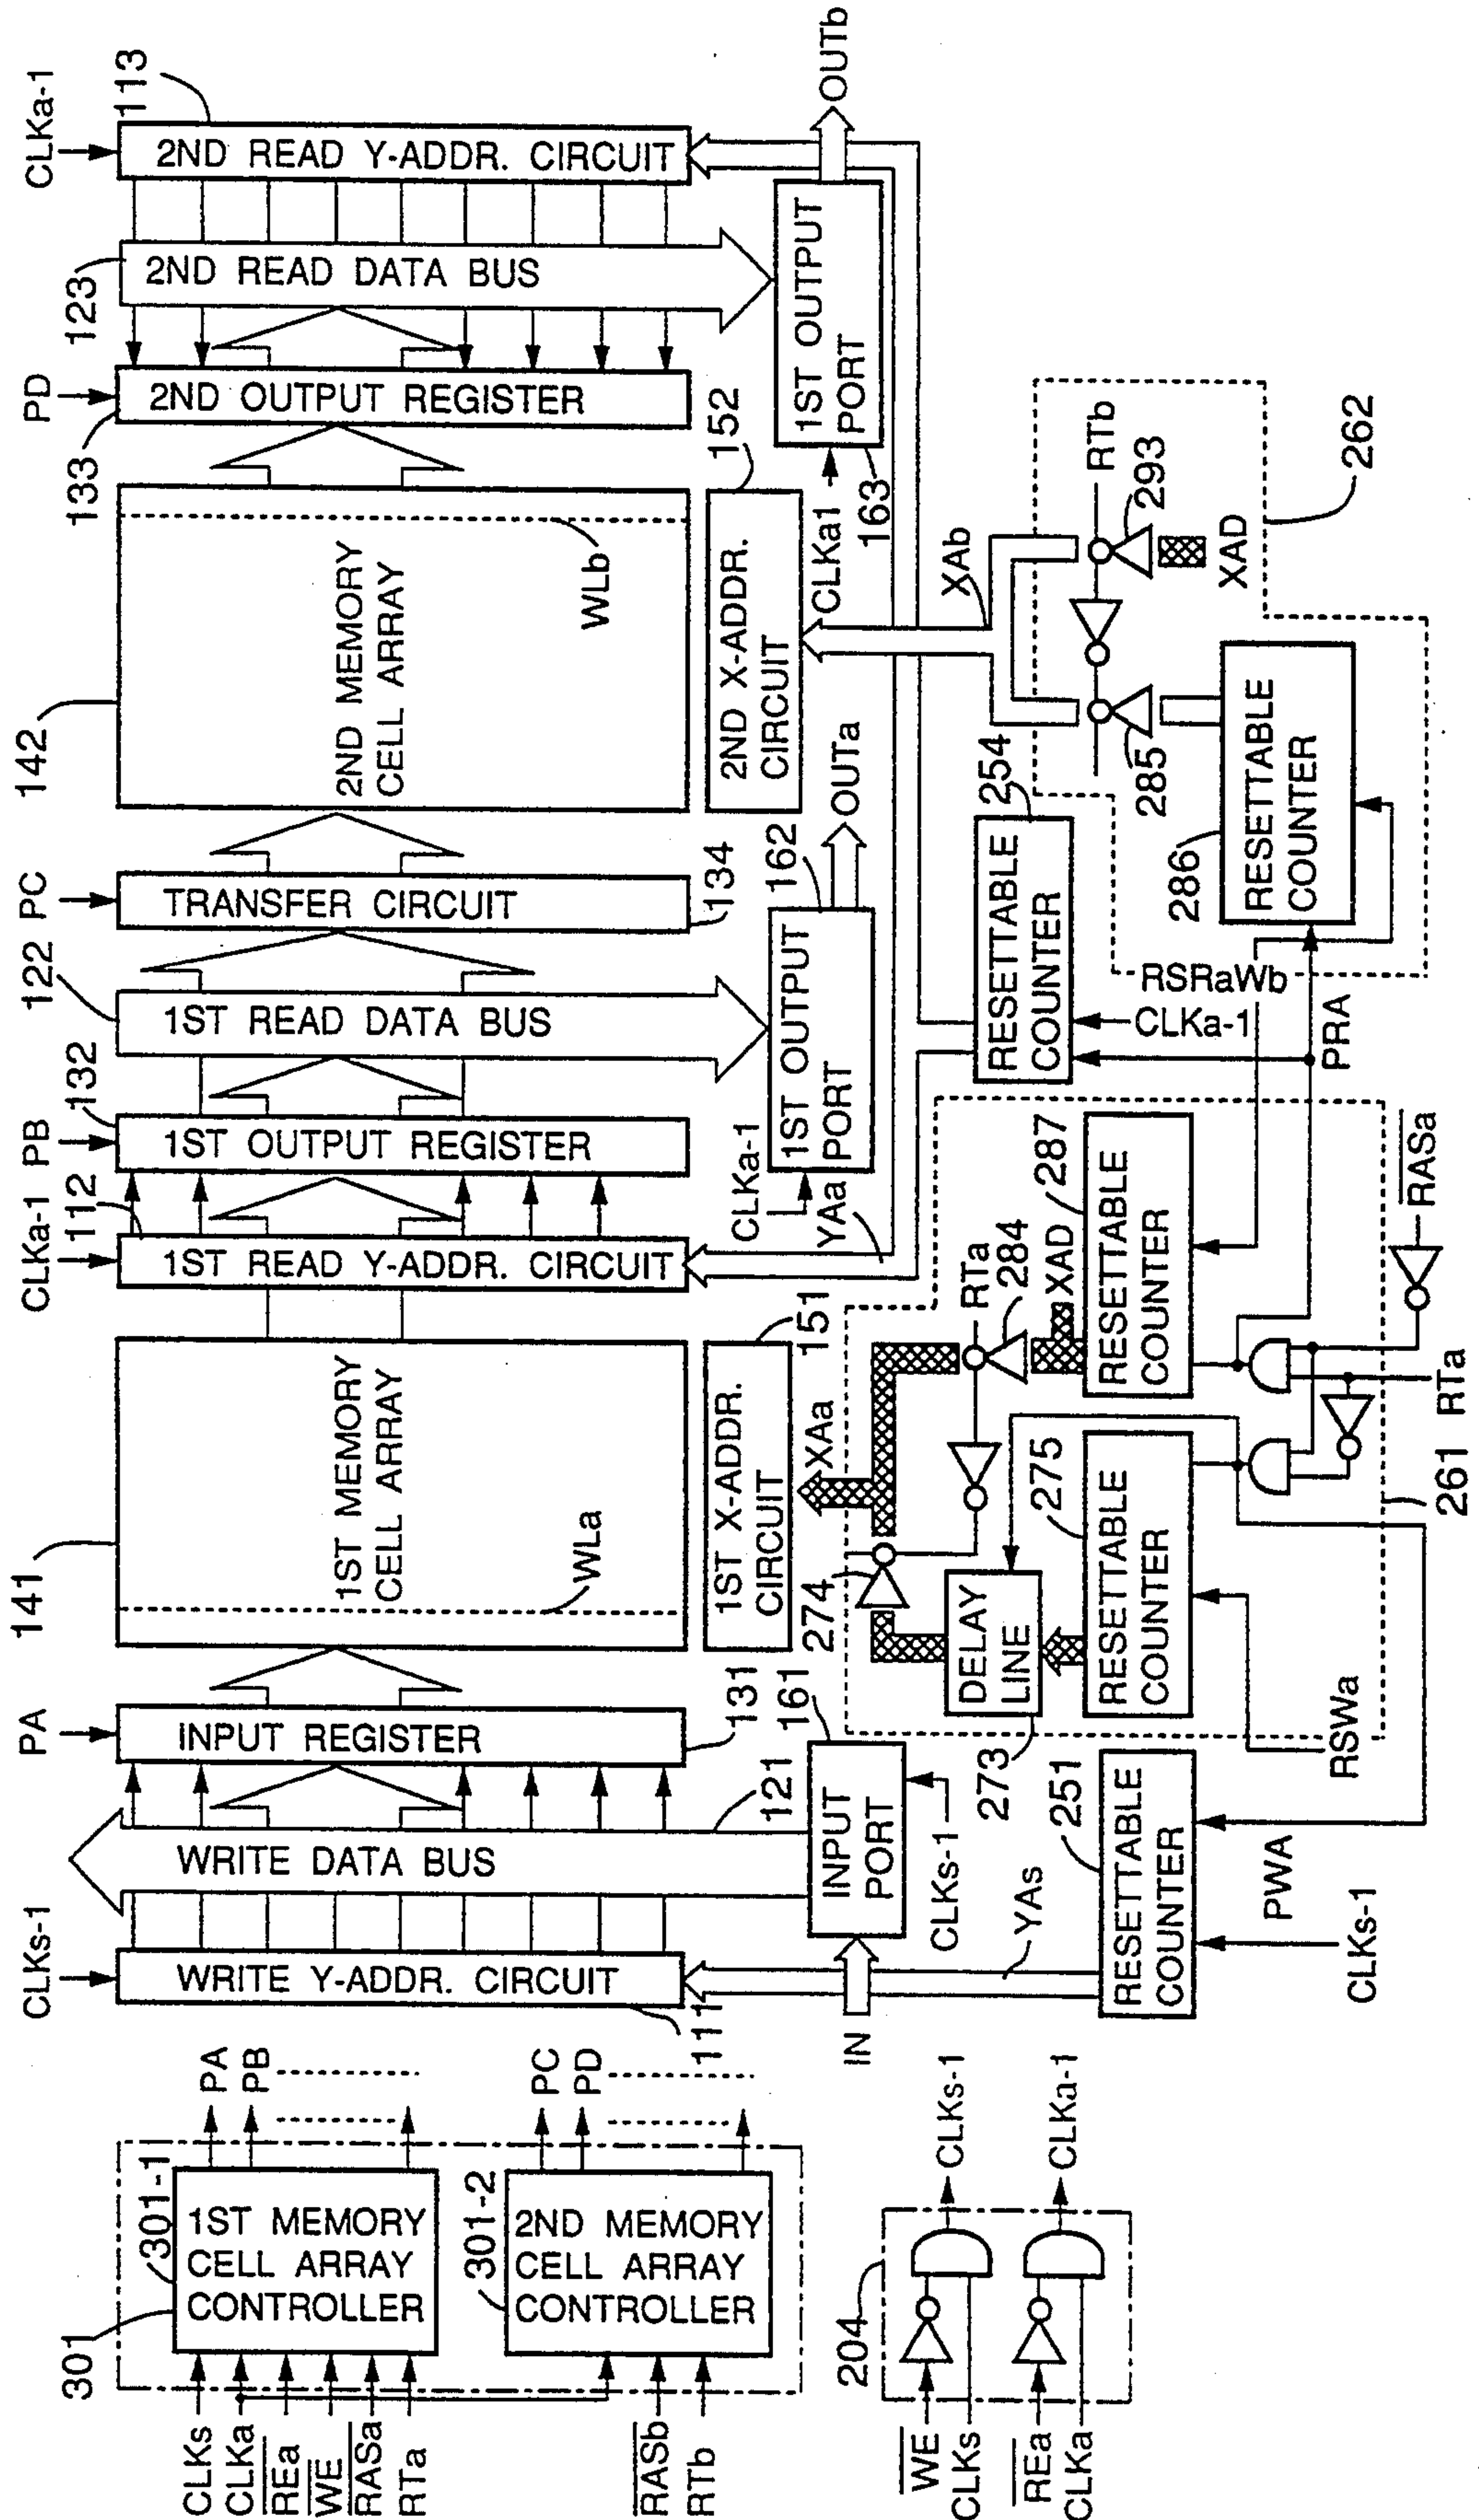 CLKs-1
PA
141
CLKa-1
112
PB
132
122
PC
142
133
PD
123
CLKa-1
113
WRITE Y-ADDR. CIRCUIT
WRITE DATA BUS
INPUT REGISTER
1ST MEMORY
CELL ARRAY
WLa
1ST READ Y-ADDR. CIRCUIT
1ST OUTPUT REGISTER
1ST READ DATA BUS
TRANSFER CIRCUIT
2ND MEMORY
CELL ARRAY
WLb
2ND OUTPUT REGISTER
2ND READ DATA BUS
2ND READ Y-ADDR. CIRCUIT
111
121
131
1ST X-ADDR.
CIRCUIT
151
134
2ND X-ADDR.
CIRCUIT
152
IN
INPUT
PORT
161
CLKs-1
YAs
CLKa-1
YAa
1ST OUTPUT
PORT
162
OUTa
CLKa1
1ST OUTPUT
PORT
163
OUTb
RESETTABLE
COUNTER
251
CLKs-1
PWA
RSWa
273
DELAY
LINE
274
XAa
RESETTABLE
COUNTER
275
RTa
284
XAD
RESETTABLE
COUNTER
287
261
RTa
RASa
RESETTABLE
COUNTER
254
CLKa-1
RSRaWb
PRA
XAb
285
RESETTABLE
COUNTER
286
RTb
293
XAD
262
301
301-1
1ST MEMORY
CELL ARRAY
CONTROLLER
301-2
2ND MEMORY
CELL ARRAY
CONTROLLER
CLKs
CLKa
REa
WE
RASa
RTa
RASb
RTb
PA
PB
PC
PD
204
WE
CLKs
REa
CLKa
CLKs-1
CLKa-1